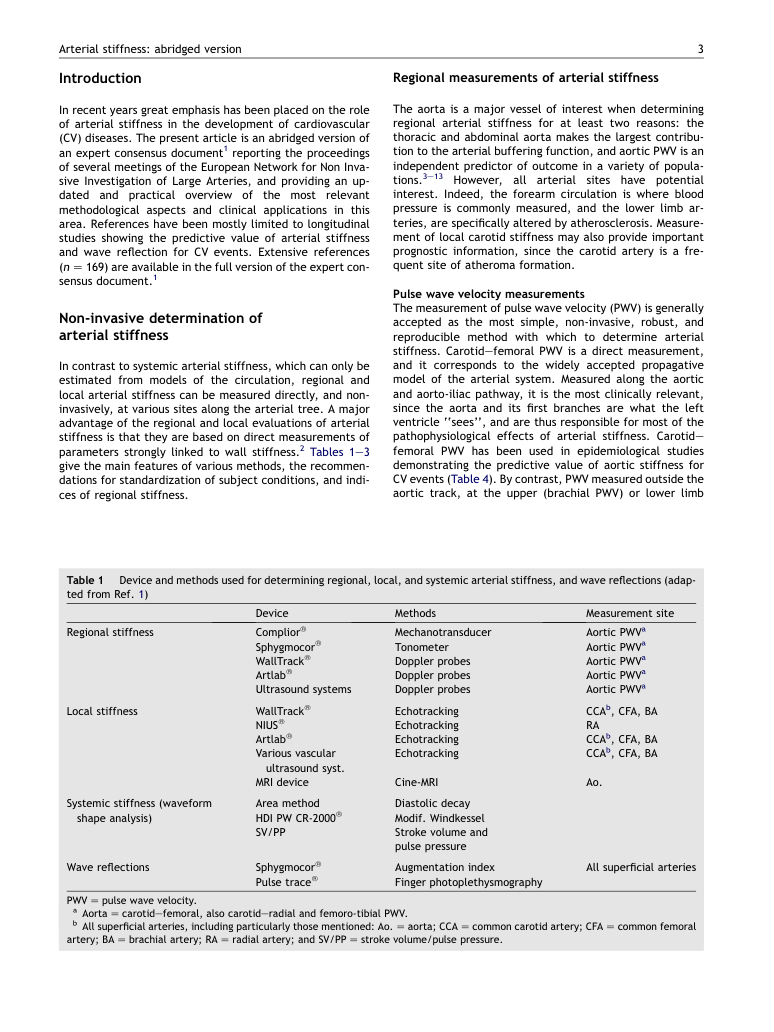 Arterial stiffness: abridged version 3
Introduction
In recent years great emphasis has been placed on the role
of arterial stiffness in the development of cardiovascular
(CV) diseases. The present article is an abridged version of
an expert consensus document1 reporting the proceedings
of several meetings of the European Network for Non Inva-
sive Investigation of Large Arteries, and providing an up-
dated and practical overview of the most relevant
methodological aspects and clinical applications in this
area. References have been mostly limited to longitudinal
studies showing the predictive value of arterial stiffness
and wave reflection for CV events. Extensive references
(n = 169) are available in the full version of the expert con-
sensus document.1
Non-invasive determination of
arterial stiffness
In contrast to systemic arterial stiffness, which can only be
estimated from models of the circulation, regional and
local arterial stiffness can be measured directly, and non-
invasively, at various sites along the arterial tree. A major
advantage of the regional and local evaluations of arterial
stiffness is that they are based on direct measurements of
parameters strongly linked to wall stiffness.2 Tables 1–3
give the main features of various methods, the recommen-
dations for standardization of subject conditions, and indi-
ces of regional stiffness.
Regional measurements of arterial stiffness
The aorta is a major vessel of interest when determining
regional arterial stiffness for at least two reasons: the
thoracic and abdominal aorta makes the largest contribu-
tion to the arterial buffering function, and aortic PWV is an
independent predictor of outcome in a variety of popula-
tions.3–13 However, all arterial sites have potential
interest. Indeed, the forearm circulation is where blood
pressure is commonly measured, and the lower limb ar-
teries, are specifically altered by atherosclerosis. Measure-
ment of local carotid stiffness may also provide important
prognostic information, since the carotid artery is a fre-
quent site of atheroma formation.
Pulse wave velocity measurements
The measurement of pulse wave velocity (PWV) is generally
accepted as the most simple, non-invasive, robust, and
reproducible method with which to determine arterial
stiffness. Carotid–femoral PWV is a direct measurement,
and it corresponds to the widely accepted propagative
model of the arterial system. Measured along the aortic
and aorto-iliac pathway, it is the most clinically relevant,
since the aorta and its first branches are what the left
ventricle ''sees'', and are thus responsible for most of the
pathophysiological effects of arterial stiffness. Carotid–
femoral PWV has been used in epidemiological studies
demonstrating the predictive value of aortic stiffness for
CV events (Table 4). By contrast, PWV measured outside the
aortic track, at the upper (brachial PWV) or lower limb
Table 1 Device and methods used for determining regional, local, and systemic arterial stiffness, and wave reflections (adap-
ted from Ref. 1)
Device Methods Measurement site
Regional stiffness Complior® Mechanotransducer Aortic PWVa
Sphygmocor® Tonometer Aortic PWVa
WallTrack® Doppler probes Aortic PWVa
Artlab® Doppler probes Aortic PWVa
Ultrasound systems Doppler probes Aortic PWVa
Local stiffness WallTrack® Echotracking CCAb, CFA, BA
NIUS® Echotracking RA
Artlab® Echotracking CCAb, CFA, BA
Various vascular Echotracking CCAb, CFA, BA
ultrasound syst.
MRI device Cine-MRI Ao.
Systemic stiffness (waveform Area method Diastolic decay
shape analysis) HDI PW CR-2000® Modif. Windkessel
SV/PP Stroke volume and
pulse pressure
Wave reflections Sphygmocor® Augmentation index All superficial arteries
Pulse trace® Finger photoplethysmography
PWV = pulse wave velocity.
a Aorta = carotid–femoral, also carotid–radial and femoro-tibial PWV.
b All superficial arteries, including particularly those mentioned: Ao. = aorta; CCA = common carotid artery; CFA = common femoral
artery; BA = brachial artery; RA = radial artery; and SV/PP = stroke volume/pulse pressure.